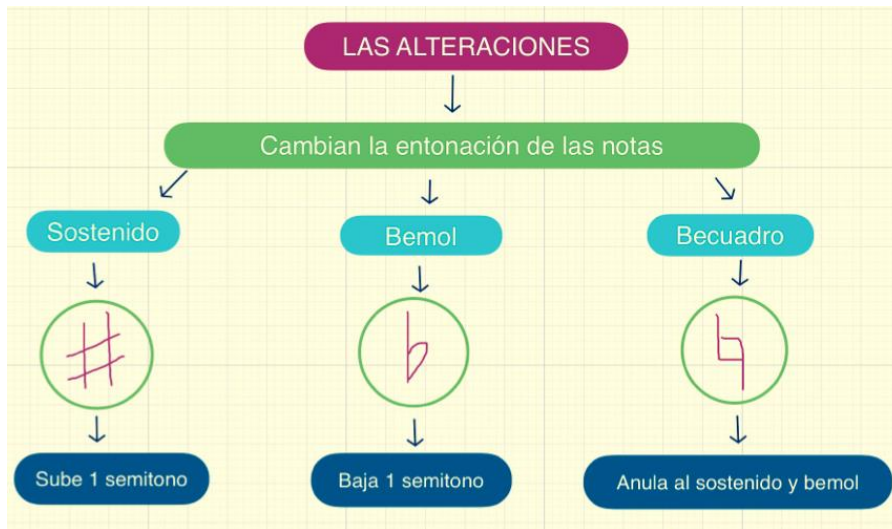 LAS ALTERACIONES
Cambian la entonación de las notas
Sostenido
Bemol
Becuadro
♯
♭
♮
Sube 1 semitono
Baja 1 semitono
Anula al sostenido y bemol